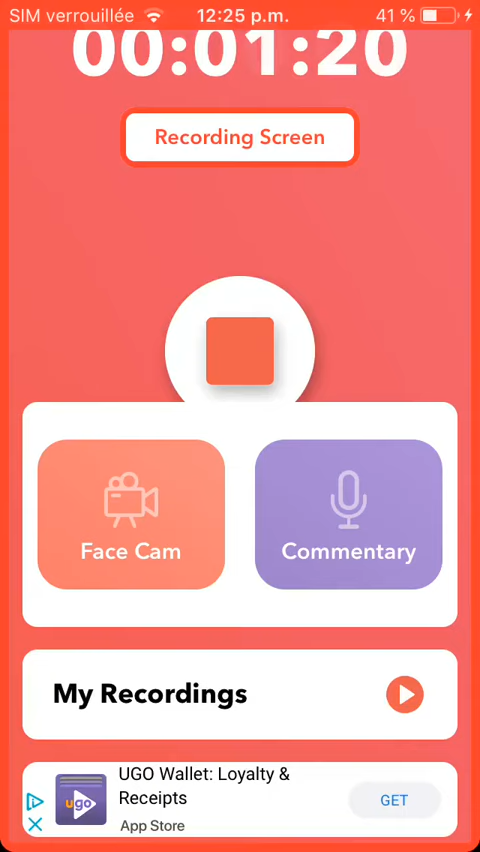 SIM verrouillée 12:25 p.m. 41 %
00:01:20
Recording Screen
Face Cam
Commentary
My Recordings
UGO Wallet: Loyalty &
Receipts
ugo
GET
App Store